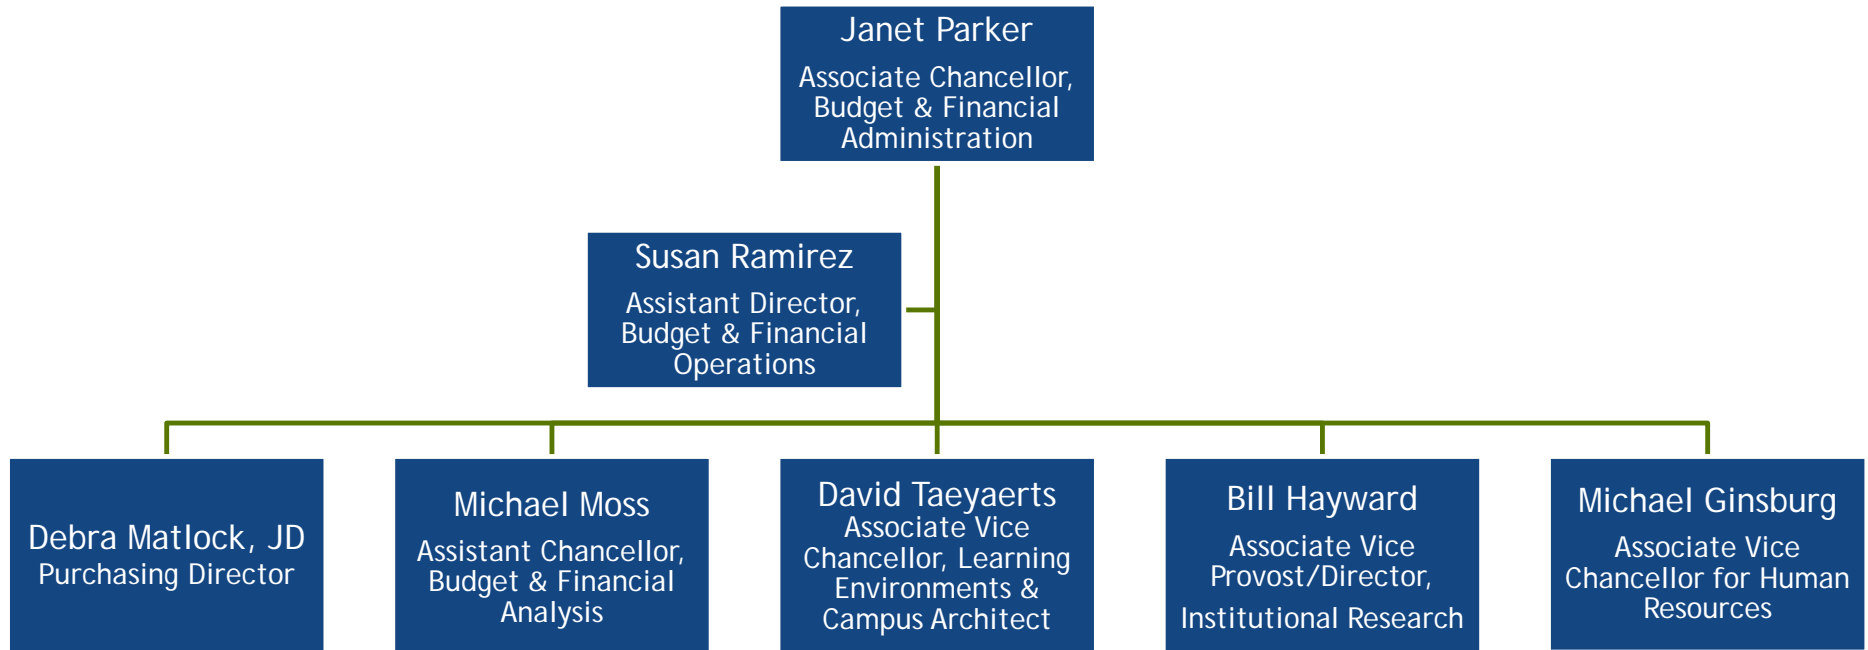 Janet Parker
Associate Chancellor,
Budget & Financial
Administration
Susan Ramirez
Assistant Director,
Budget & Financial
Operations
Debra Matlock, JD
Purchasing Director
Michael Moss
Assistant Chancellor,
Budget & Financial
Analysis
David Taeyaerts
Associate Vice
Chancellor, Learning
Environments &
Campus Architect
Bill Hayward
Associate Vice
Provost/Director,
Institutional Research
Michael Ginsburg
Associate Vice
Chancellor for Human
Resources